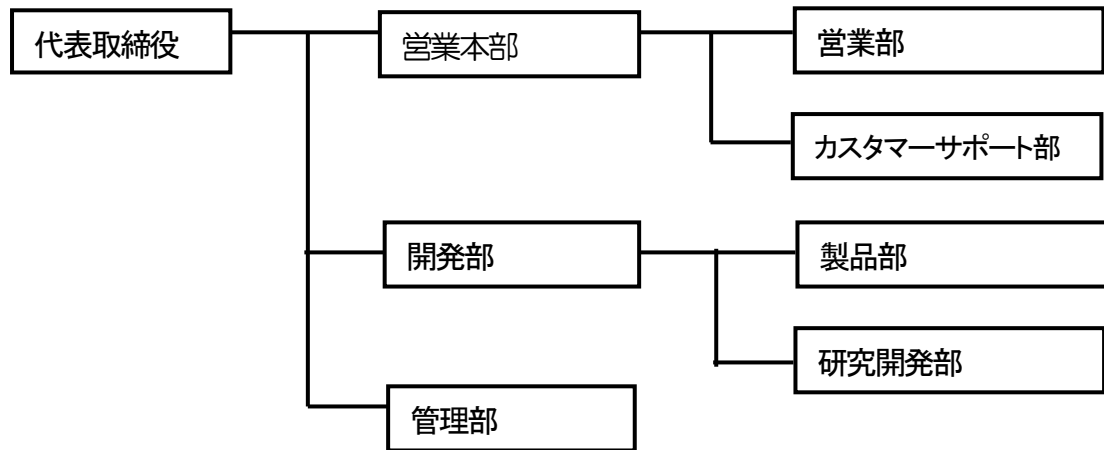 代表取締役
営業本部
営業部
カスタマーサポート部
開発部
製品部
研究開発部
管理部